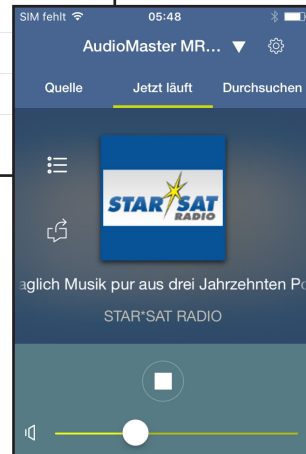 SIM fehlt 05:48
AudioMaster MR... ▼
Quelle Jetzt läuft Durchsuchen
STAR SAT
RADIO
aglich Musik pur aus drei Jahrzehnten Po
STAR*SAT RADIO